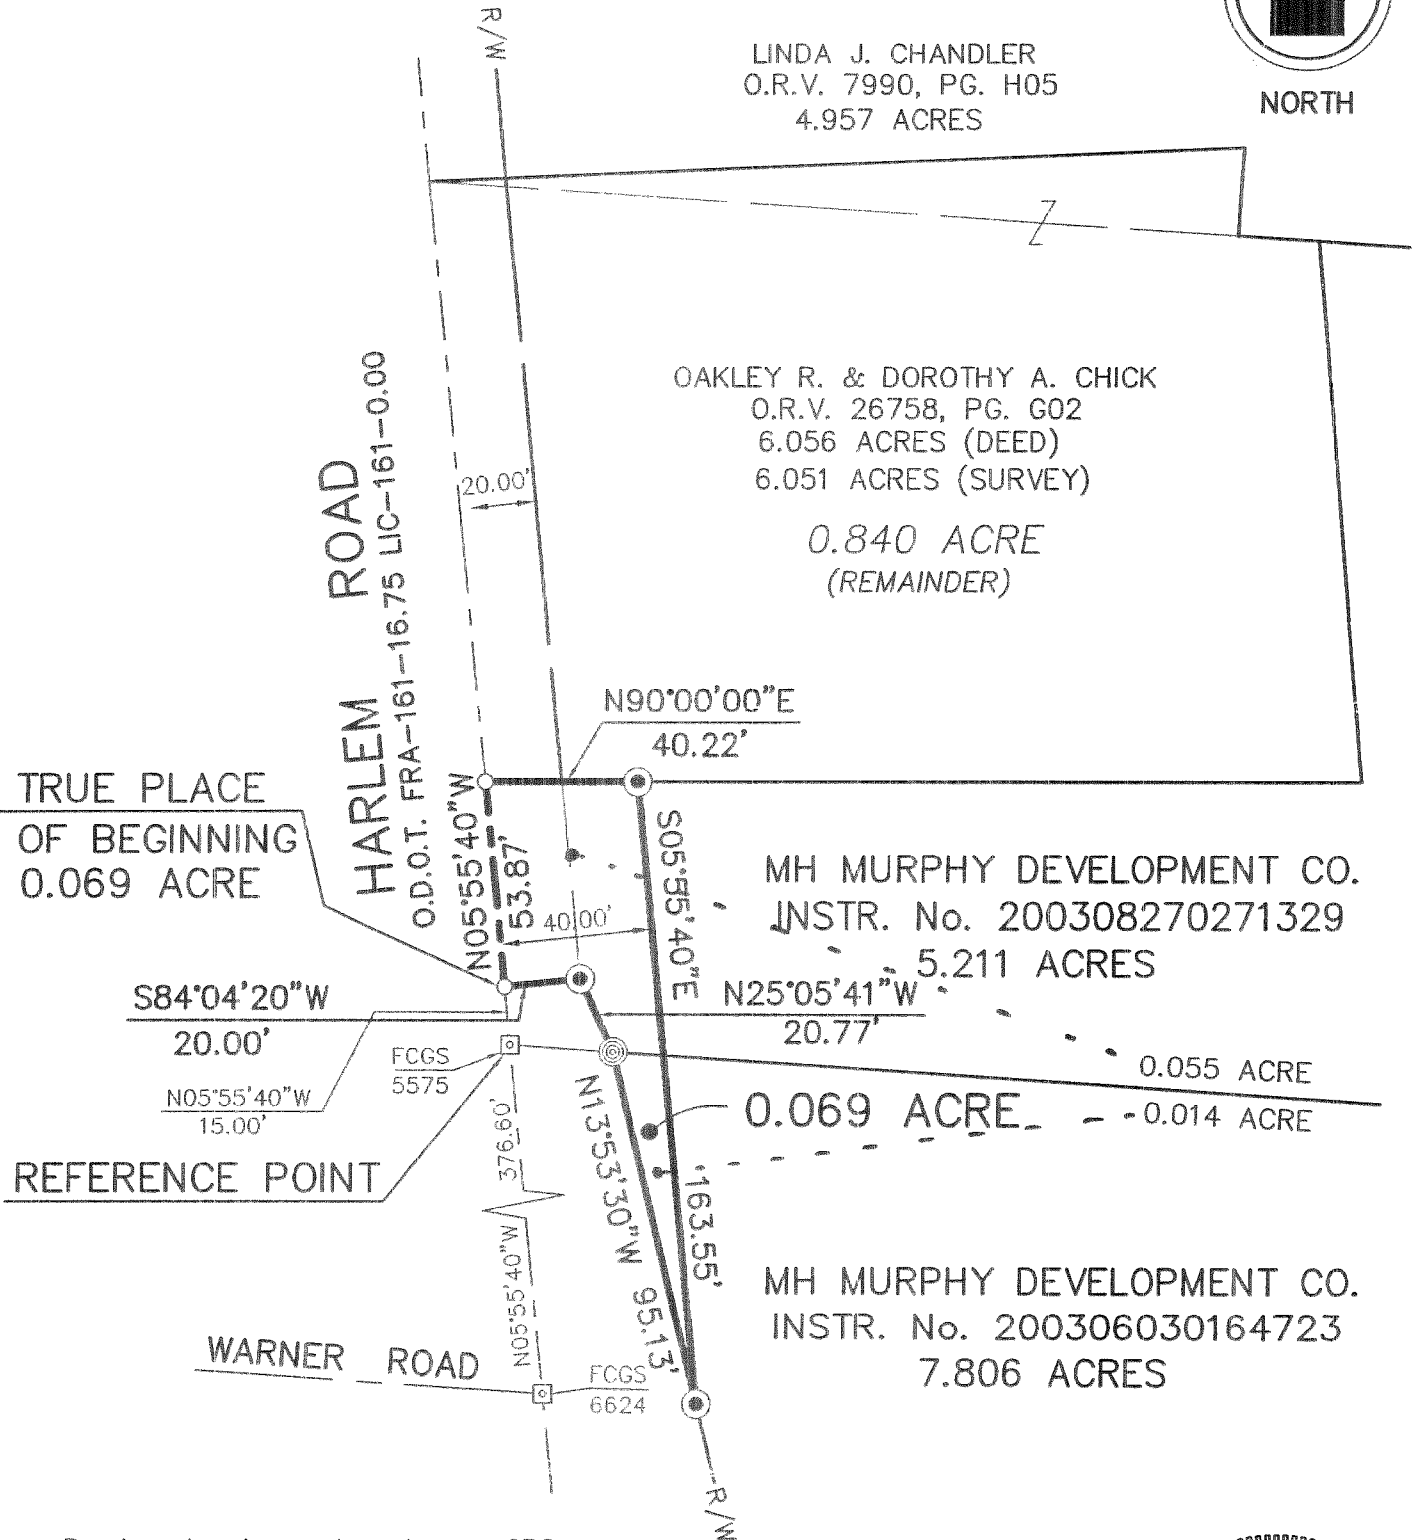 R/W
LINDA J. CHANDLER
O.R.V. 7990, PG. H05
4.957 ACRES
NORTH
Z
OAKLEY R. & DOROTHY A. CHICK
O.R.V. 26758, PG. G02
6.056 ACRES (DEED)
6.051 ACRES (SURVEY)
0.840 ACRE
(REMAINDER)
HARLEM ROAD
O.D.O.T. FRA-161-16.75 LIC-161-0.00
20.00'
N90°00'00"E
40.22'
TRUE PLACE
OF BEGINNING
0.069 ACRE
N05°55'40"W
53.87'
40.00'
S05°55'40"E
163.55'
MH MURPHY DEVELOPMENT CO.
INSTR. No. 200308270271329
5.211 ACRES
S84°04'20"W
20.00'
N25°05'41"W
20.77'
N05°55'40"W
15.00'
FCGS
5575
0.055 ACRE
0.069 ACRE
0.014 ACRE
REFERENCE POINT
376.60'
N05°55'40"W
N13°53'30"W 95.13'
MH MURPHY DEVELOPMENT CO.
INSTR. No. 200306030164723
7.806 ACRES
WARNER ROAD
FCGS
6624
R/W